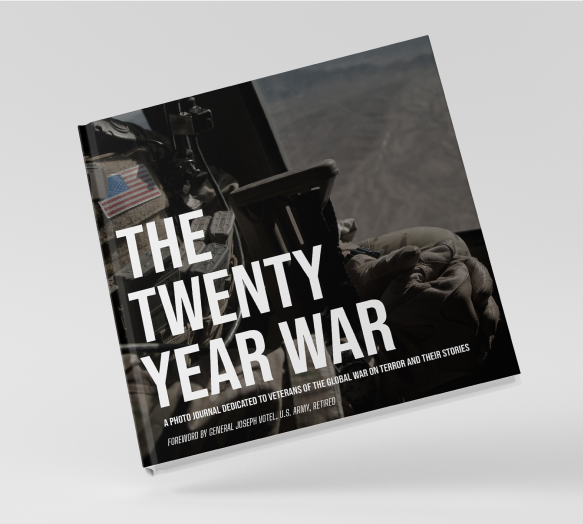 THE
TWENTY
YEAR WAR
A PHOTO JOURNAL DEDICATED TO VETERANS OF THE GLOBAL WAR ON TERROR AND THEIR STORIES
FOREWORD BY GENERAL JOSEPH VOTEL, U.S. ARMY, RETIRED